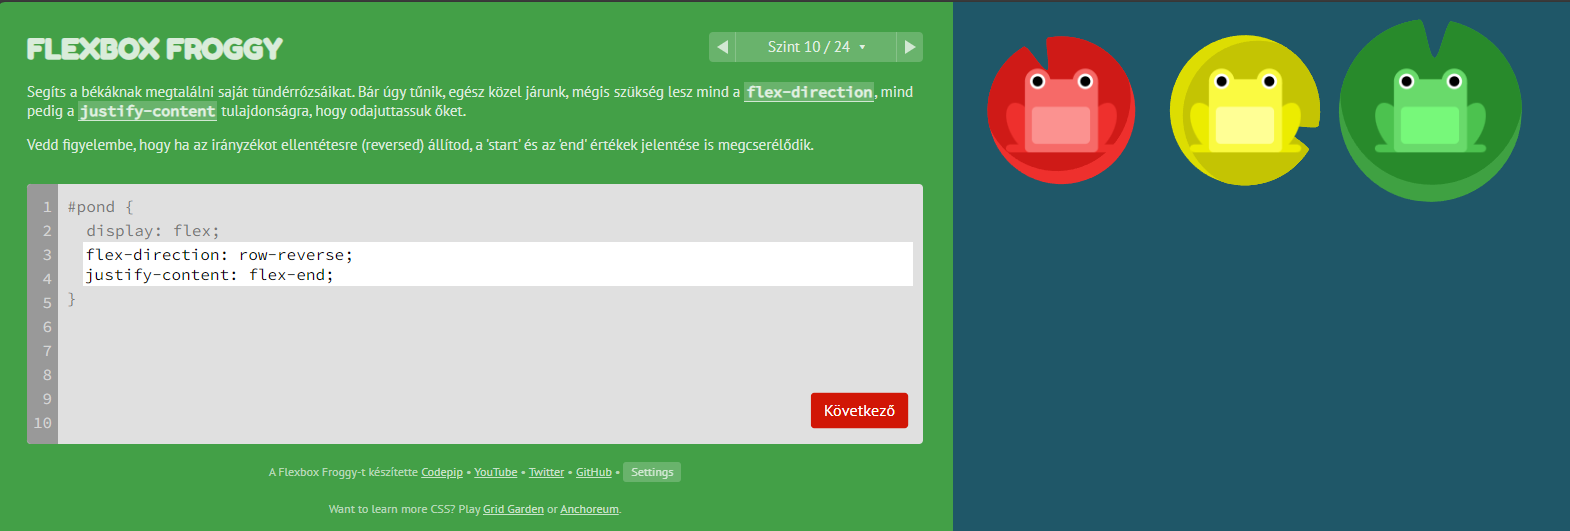 FLEXBOX FROGGY
Szint 10 / 24
Segíts a békáknak megtalálni saját tündérrózsáikat. Bár úgy tűnik, egész közel járunk, mégis szükség lesz mind a flex-direction, mind
pedig a justify-content tulajdonságra, hogy odajuttassuk őket.
Vedd figyelembe, hogy ha az irányzékot ellentétesre (reversed) állítod, a 'start' és az 'end' értékek jelentése is megcserélődik.
1 #pond {
2 display: flex;
3 flex-direction: row-reverse;
4 justify-content: flex-end;
5 }
6
7
8
9
10
Következő
A Flexbox Froggy-t készítette Codepip • YouTube • Twitter • GitHub • Settings
Want to learn more CSS? Play Grid Garden or Anchoreum.